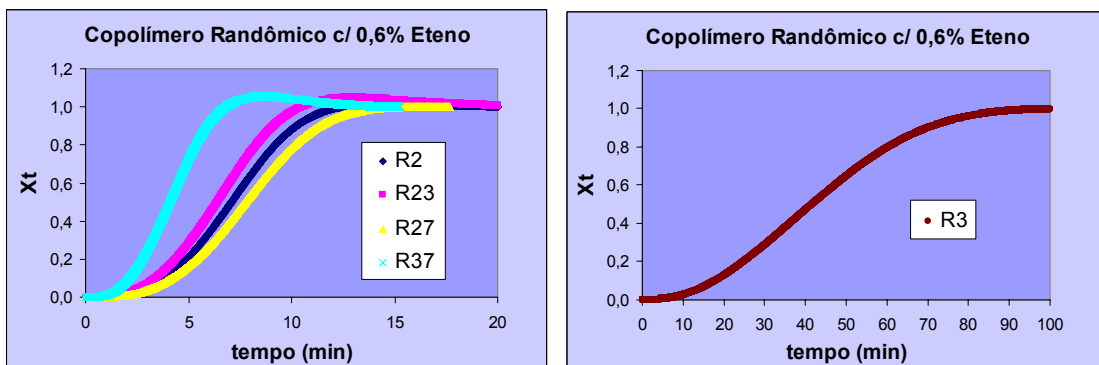 Copolímero Randômico c/ 0,6% Eteno
1,2
1,0
0,8
0,6
0,4
0,2
0,0
Xt
0
5
10
15
20
tempo (min)
R2
R23
R27
R37
Copolímero Randômico c/ 0,6% Eteno
1,2
1,0
0,8
0,6
0,4
0,2
0,0
Xt
0
10
20
30
40
50
60
70
80
90
100
tempo (min)
R3